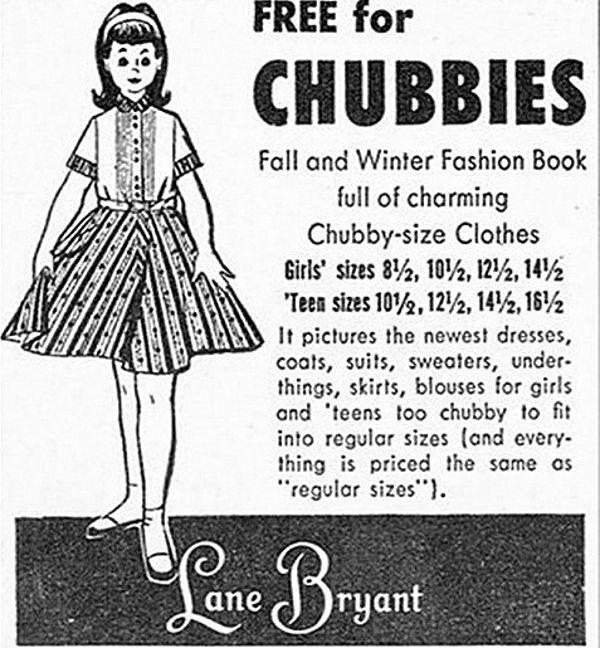 FREE for
CHUBBIES
Fall and Winter Fashion Book
full of charming
Chubby-size Clothes
Girls' sizes 8½, 10½, 12½, 14½
'Teen sizes 10½, 12½, 14½, 16½
It pictures the newest dresses,
coats, suits, sweaters, under-
things, skirts, blouses for girls
and 'teens too chubby to fit
into regular sizes (and every-
thing is priced the same as
"regular sizes").
Lane Bryant